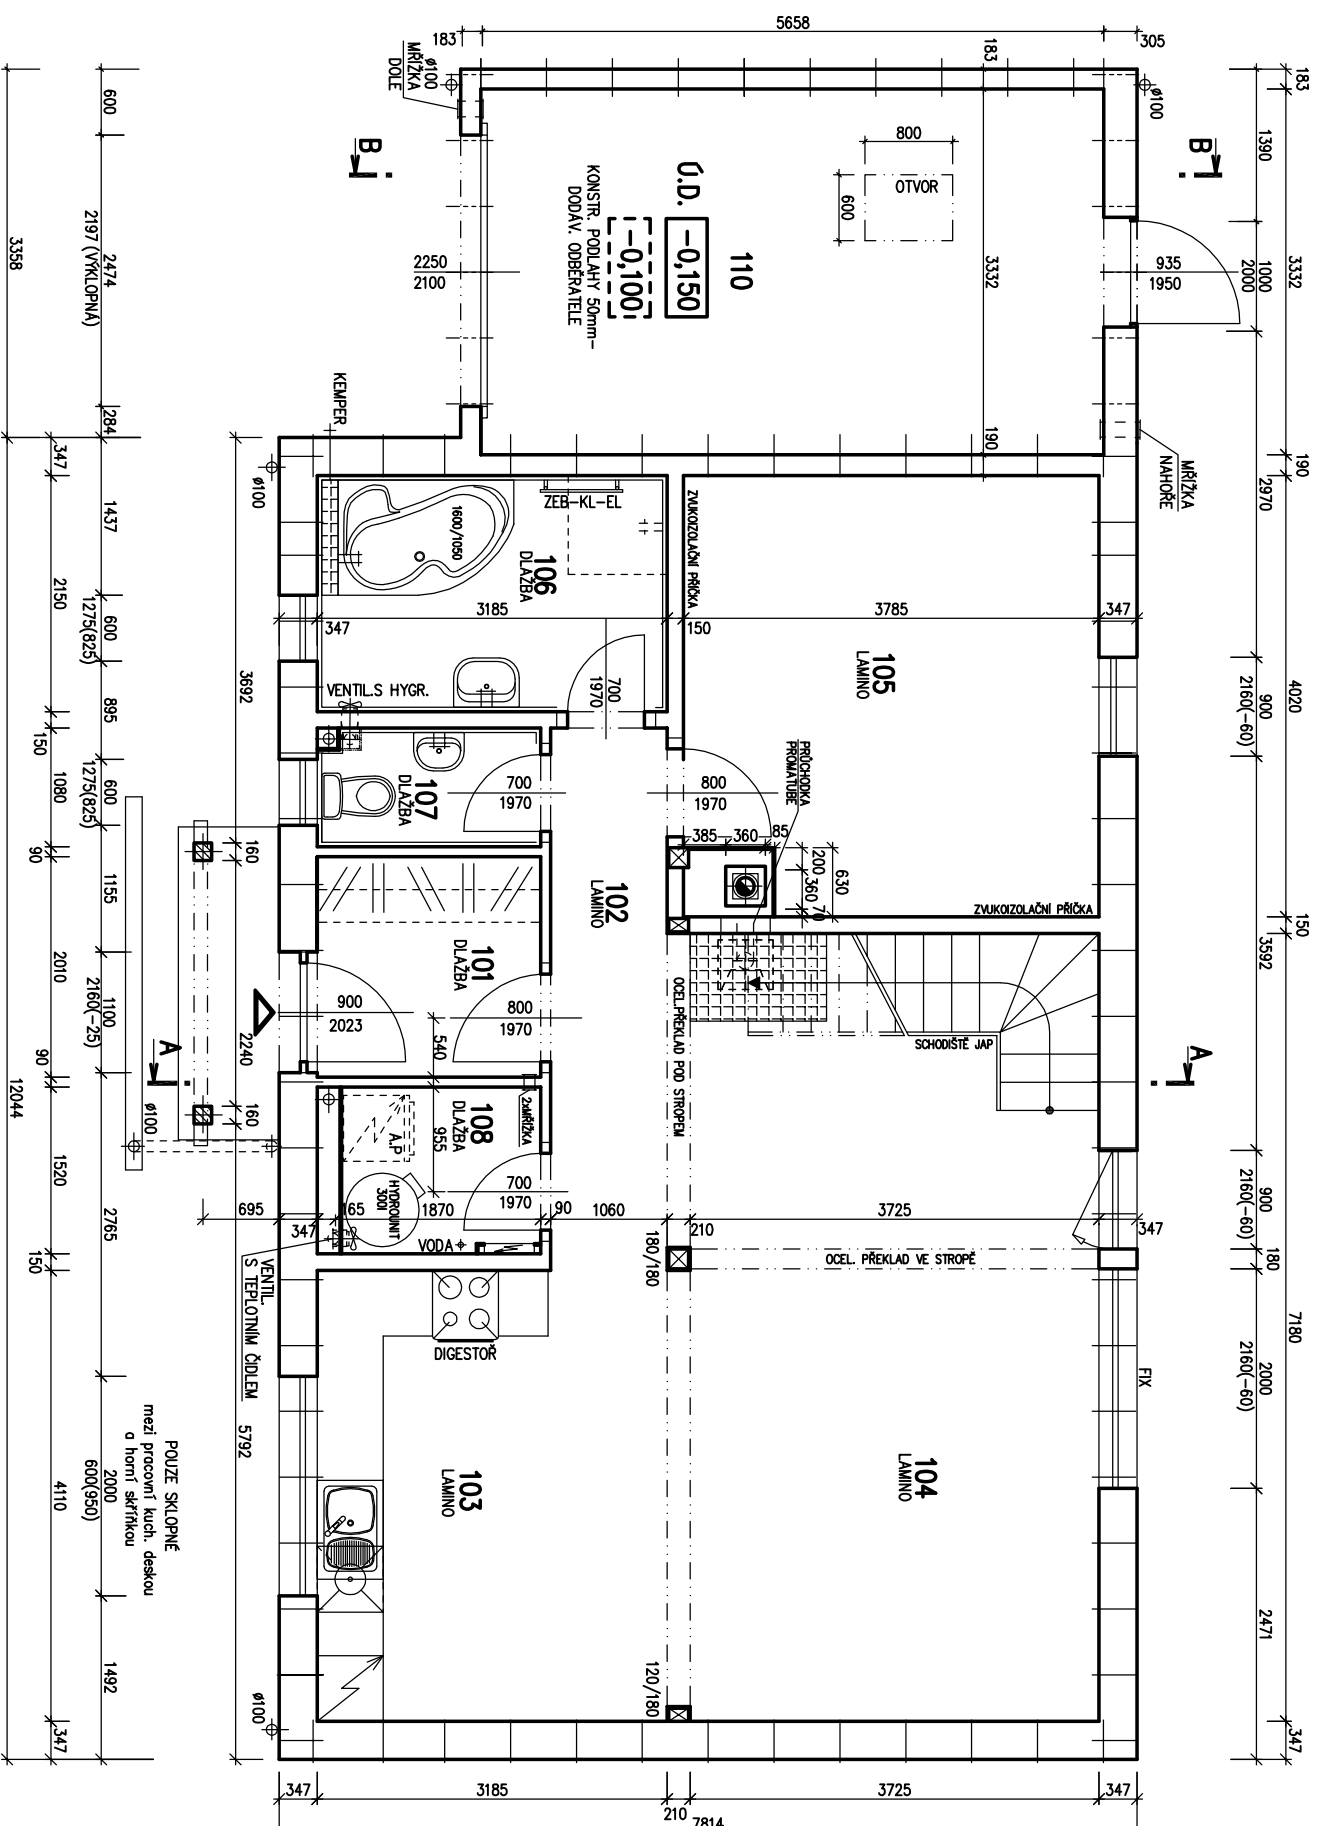 5658
183
305
183
183
ø100
MŘÍŽKA
DOLE
ø100
B
B
600
1390
3332
1000
2000
935
1950
800
600
OTVOR
110
Ú.D.
-0,150
-0,100
KONSTR. PODLAHY 50mm-
DODÁV. ODBĚRATELE
3332
2250
2100
2474
2197 (VÝKLOPNÁ)
3358
284
347
190
190
MŘÍŽKA
NAHOŘE
2970
KEMPER
ø100
1437
2150
600
1275(825)
895
3692
ZEB-KL-EL
1600/1050
106
DLAŽBA
ZVUKOIZOLAČNÍ PŘÍČKA
3185
347
150
3785
347
105
LAMINO
4020
900
2160(-60)
700
1970
VENTIL.S HYGR.
150
1080
600
1275(825)
90
107
DLAŽBA
700
1970
800
1970
PRŮCHODKA
PROMATUBE
385
360
85
200
360
70
630
ZVUKOIZOLAČNÍ PŘÍČKA
150
3592
160
1155
2010
1100
2160(-25)
90
2240
160
12044
102
LAMINO
101
DLAŽBA
900
2023
800
1970
540
OCEL.PŘEKLAD POD STROPEM
SCHODIŠTĚ JAP
A
A
ø100
108
DLAŽBA
2xMŘÍŽKA
955
A.P
HYDROUNIT
300l
700
1970
1520
2765
150
695
347
165
1870
90
1060
210
3725
347
900
2160(-60)
180
VODA
180/180
OCEL. PŘEKLAD VE STROPĚ
VENTIL.
S TEPLOTNÍM ČIDLEM
DIGESTOŘ
7180
2000
2160(-60)
FIX
POUZE SKLOPNÉ
mezi pracovní kuch. deskou
a horní skříňkou
5792
2000
600(950)
4110
103
LAMINO
104
LAMINO
2471
1492
347
ø100
120/180
347
347
3185
210
3725
347
7814